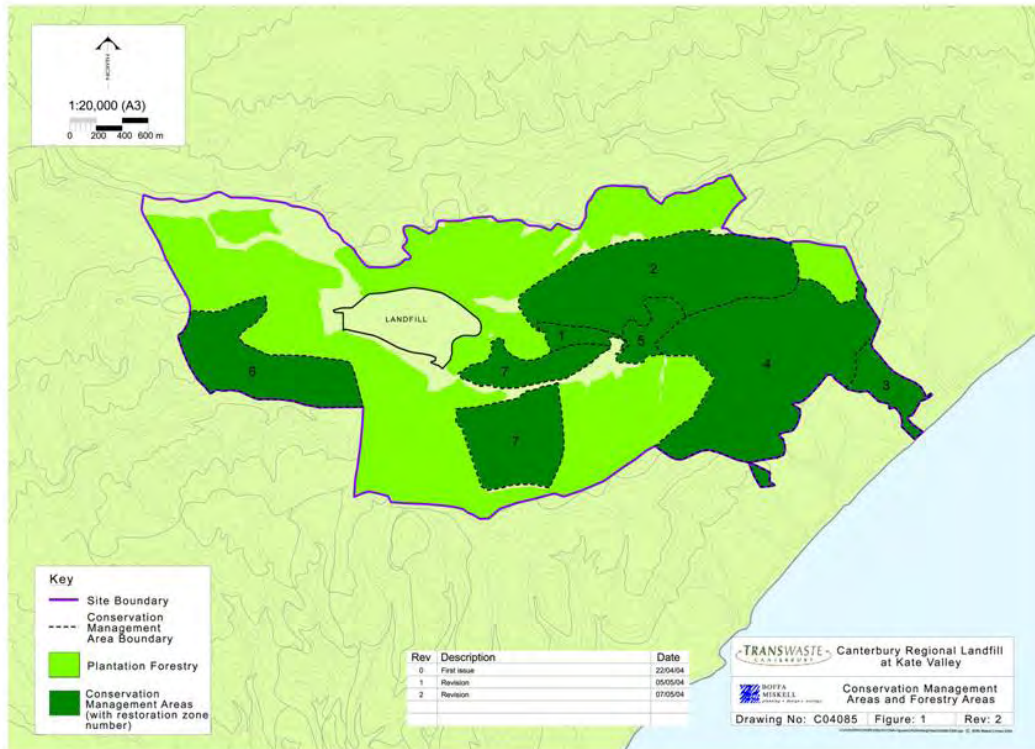 NORTH
1:20,000 (A3)
0 200 400 600 m
2
LANDFILL
1
5
7
4
6
3
7
Key
Site Boundary
Conservation
Management
Area Boundary
Plantation Forestry
Conservation
Management Areas
(with restoration zone
number)
Rev Description Date
0 First issue 22/04/04
1 Revision 05/05/04
2 Revision 07/05/04
TRANSWASTE
CANTERBURY
Canterbury Regional Landfill
at Kate Valley
BOFFA
MISKELL
Conservation Management
Areas and Forestry Areas
Drawing No: C04085 Figure: 1 Rev: 2